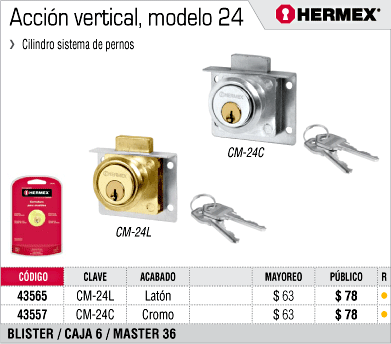 Acción vertical, modelo 24
HERMEX®
❯ Cilindro sistema de pernos
CM-24C
HERMEX
CM-24L
CÓDIGO CLAVE ACABADO MAYOREO PÚBLICO R
43565 CM-24L Latón $ 63 $ 78
43557 CM-24C Cromo $ 63 $ 78
BLISTER / CAJA 6 / MASTER 36